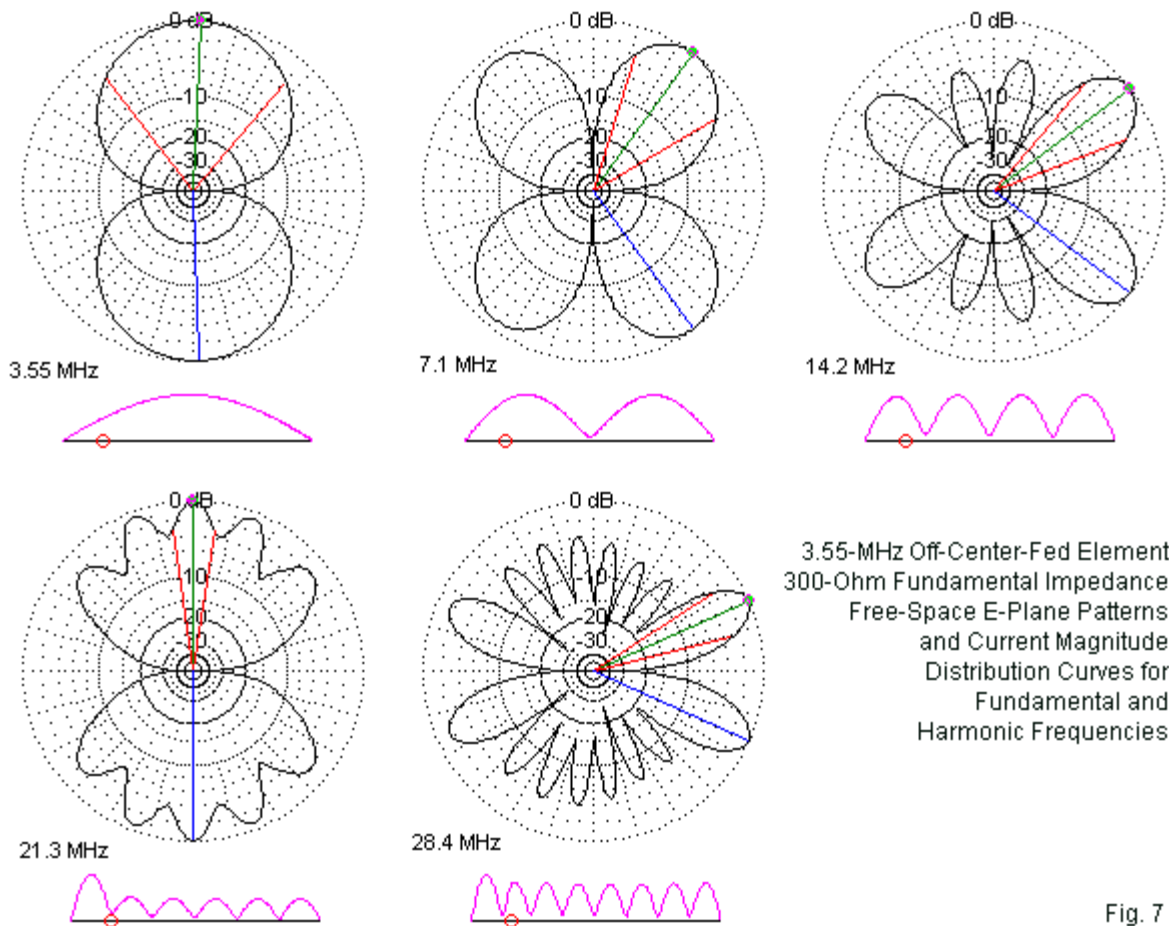 0 dB
-10
20
30
3.55 MHz
0 dB
10
20
30
7.1 MHz
0 dB
-10
20
-30
14.2 MHz
0 dB
10
20
21.3 MHz
0 dB
-10
20
30
28.4 MHz
3.55-MHz Off-Center-Fed Element
300-Ohm Fundamental Impedance
Free-Space E-Plane Patterns
and Current Magnitude
Distribution Curves for
Fundamental and
Harmonic Frequencies
Fig. 7